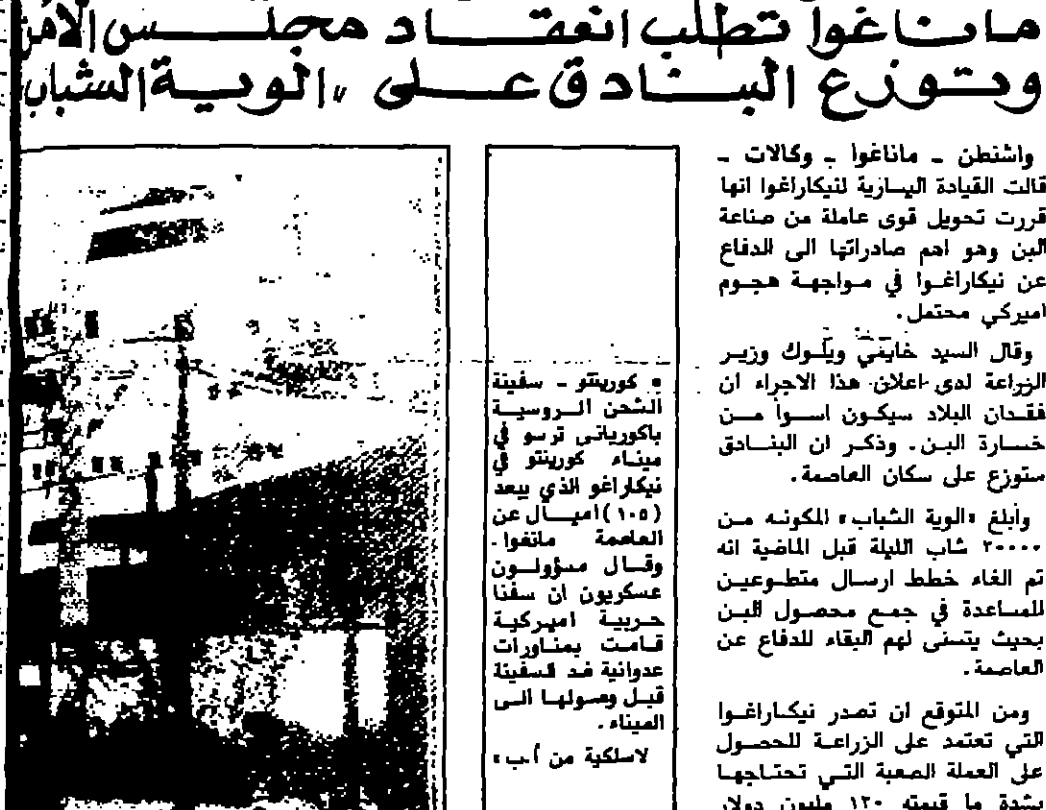 ماناغوا تطلب انعقاد مجلس الأمن
وتوزع البنادق على «الوية الشباب
واشنطن - ماناغوا - وكالات -
قالت القيادة اليسارية لنيكاراغوا انها
قررت تحويل قوى عاملة من صناعة
البن وهو اهم صادراتها الى الدفاع
عن نيكاراغوا في مواجهة هجوم
اميركي محتمل.
وقال السيد خايمي ويلوك وزير
الزراعة لدى اعلان هذا الاجراء ان
فقدان البلاد سيكون اسوا من
خسارة البن. وذكر ان البنادق
ستوزع على سكان العاصمة.
وأبلغ «الوية الشباب» المكونه من
٢٠٠٠٠ شاب الليلة قبل الماضية انه
تم الغاء خطط ارسال متطوعين
للمساعدة في جمع محصول البن
بحيث يتسنى لهم البقاء للدفاع عن
العاصمة.
ومن المتوقع ان تصدر نيكاراغوا
التي تعتمد على الزراعة للحصول
على العملة الصعبة التي تحتاجها
بشدة ما قيمته ١٣٠ مليون دولار
• كورينتو - سفينة
الشحن الروسية
باكورياني ترسو في
ميناء كورينتو في
نيكاراغو الذي يبعد
(١٠٥) اميال عن
العاصمة مانغوا.
وقال مسؤولون
عسكريون ان سفنا
حربية اميركية
قامت بمناورات
عدوانية ضد السفينة
قبل وصولها الى
الميناء.
لاسلكية من أ.ب»